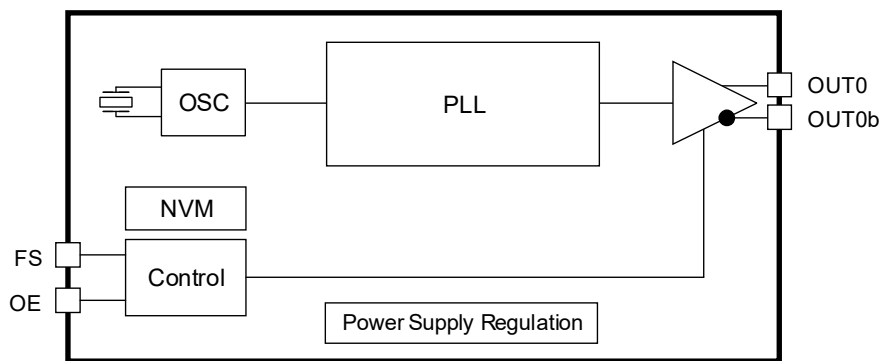 OSC
PLL
OUT0
OUT0b
NVM
FS
Control
OE
Power Supply Regulation